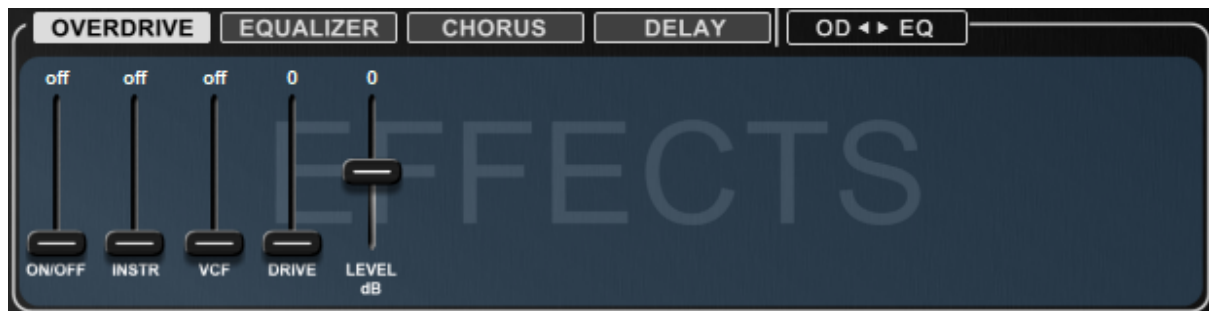 OVERDRIVE EQUALIZER CHORUS DELAY OD ◂ ▸ EQ
off off off 0 0
EFFECTS
ON/OFF INSTR VCF DRIVE LEVEL
dB